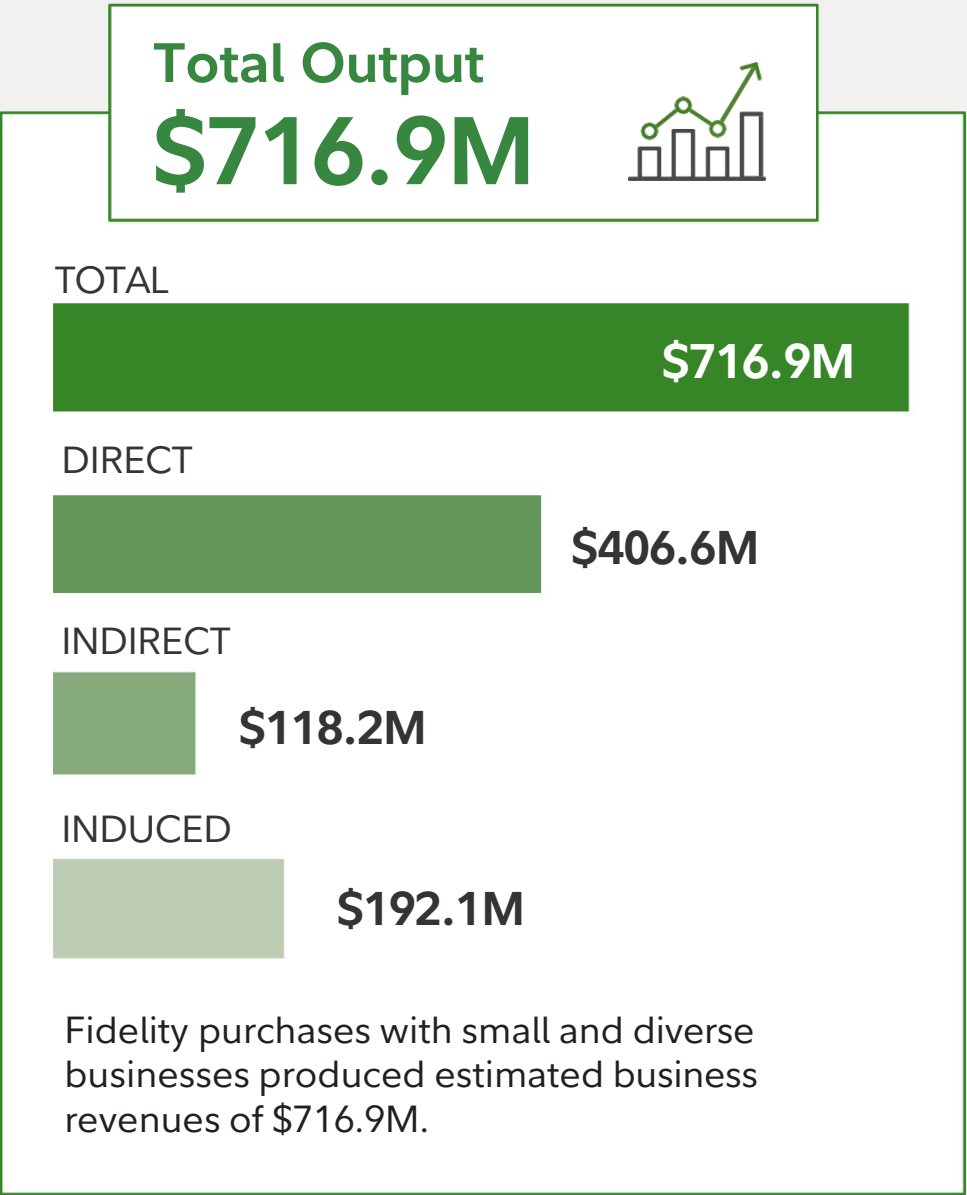 Total Output
$716.9M
TOTAL
$716.9M
DIRECT
$406.6M
INDIRECT
$118.2M
INDUCED
$192.1M
Fidelity purchases with small and diverse
businesses produced estimated business
revenues of $716.9M.